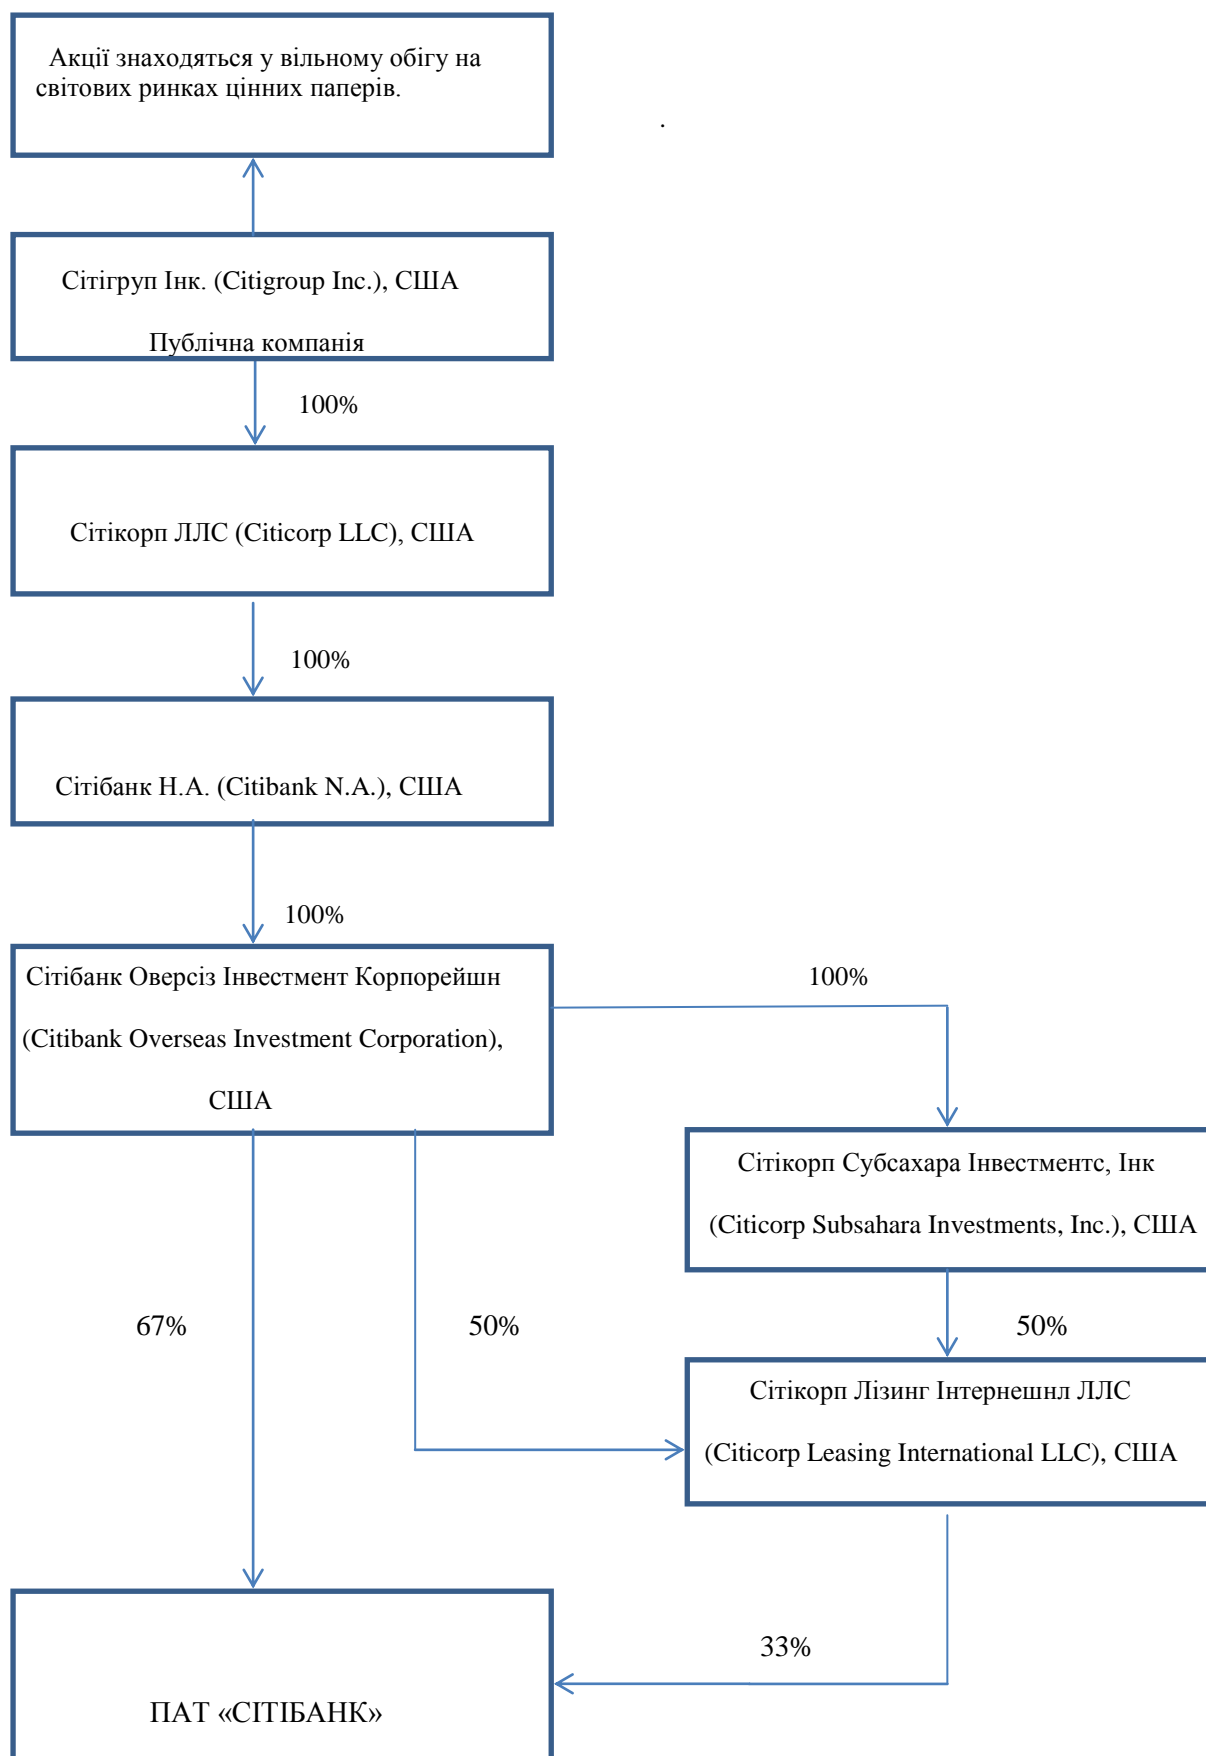 Акції знаходяться у вільному обігу на
світових ринках цінних паперів.
.
Сітігруп Інк. (Citigroup Inc.), США
Публічна компанія
100%
Сітікорп ЛЛС (Citicorp LLC), США
100%
Сітібанк Н.А. (Citibank N.A.), США
100%
Сітібанк Оверсіз Інвестмент Корпорейшн
(Citibank Overseas Investment Corporation),
США
100%
Сітікорп Субсахара Інвестментс, Інк
(Citicorp Subsahara Investments, Inc.), США
67%
50%
50%
Сітікорп Лізинг Інтернешнл ЛЛС
(Citicorp Leasing International LLC), США
33%
ПАТ «СІТІБАНК»